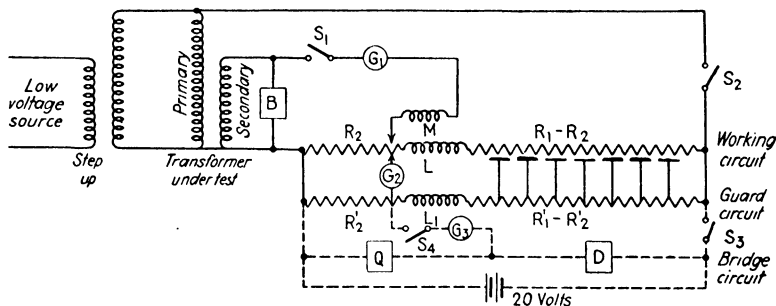 Low
voltage
source
Step
up
Primary
Secondary
Transformer
under test
B
S1
G1
S2
M
R2
R1 – R2
L
Working
circuit
G2
Guard
circuit
R'2
L1
R'1 – R'2
S4
G3
S3
Q
D
Bridge
circuit
20 Volts